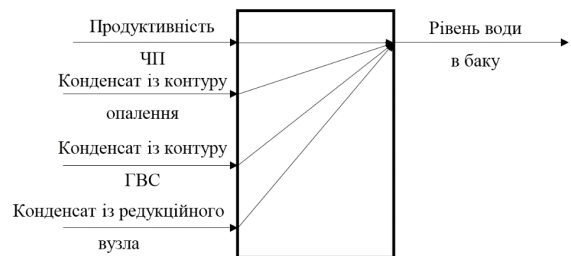 Продуктивність
ЧП
Конденсат із контуру
опалення
Конденсат із контуру
ГВС
Конденсат із редукційного
вузла
Рівень води
в баку